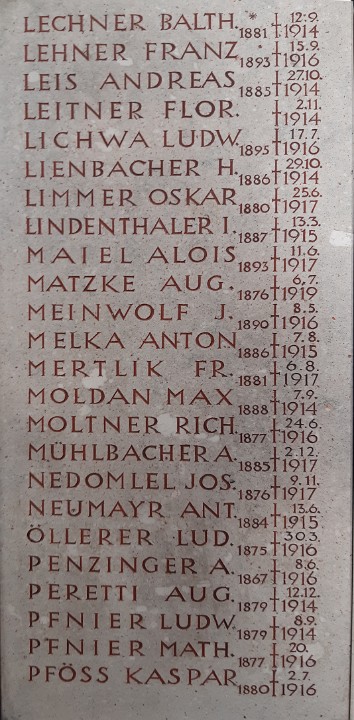 LECHNER BALTH. * 1881 † 12.9. 1914
LEHNER FRANZ * 1893 † 15.9. 1916
LEIS ANDREAS 1885 † 27.10. 1914
LEITNER FLOR. † 2.11. 1914
LICHWA LUDW. 1895 † 17.7. 1916
LIENBACHER H. 1886 † 29.10. 1914
LIMMER OSKAR 1880 † 25.6. 1917
LINDENTHALER I. 1887 † 13.3. 1915
MAIEL ALOIS 1893 † 11.6. 1917
MATZKE AUG. 1876 † 6.7. 1919
MEINWOLF J. 1890 † 8.5. 1916
MELKA ANTON 1886 † 7.8. 1915
MERTLIK FR. 1881 † 6.8. 1917
MOLDAN MAX 1888 † 7.9. 1914
MOLTNER RICH. 1877 † 24.6. 1916
MÜHLBACHER A. 1885 † 2.12. 1917
NEDOMLEL JOS. 1876 † 9.11. 1917
NEUMAYR ANT. 1884 † 13.6. 1915
ÖLLERER LUD. 1875 † 30.3. 1916
PENZINGER A. 1867 † 8.6. 1916
PERETTI AUG. 1879 † 12.12. 1914
PFNIER LUDW. 1879 † 8.9. 1914
PFNIER MATH. 1877 † 20. 1916
PFÖSS KASPAR 1880 † 2.7. 1916